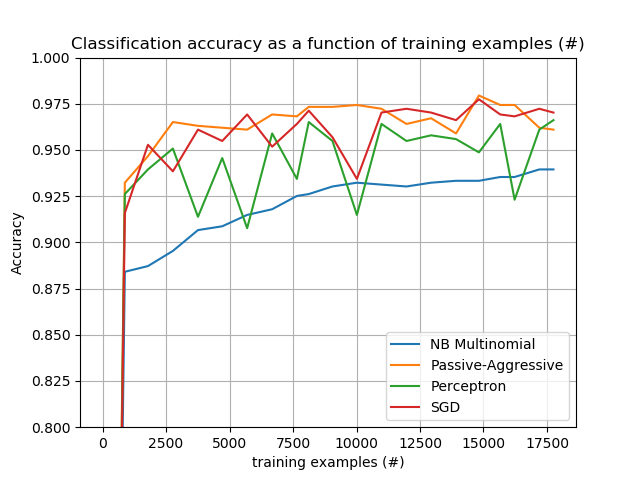 Classification accuracy as a function of training examples (#)
1.000
0.975
0.950
0.925
0.900
0.875
0.850
0.825
0.800
Accuracy
NB Multinomial
Passive-Aggressive
Perceptron
SGD
0 2500 5000 7500 10000 12500 15000 17500
training examples (#)